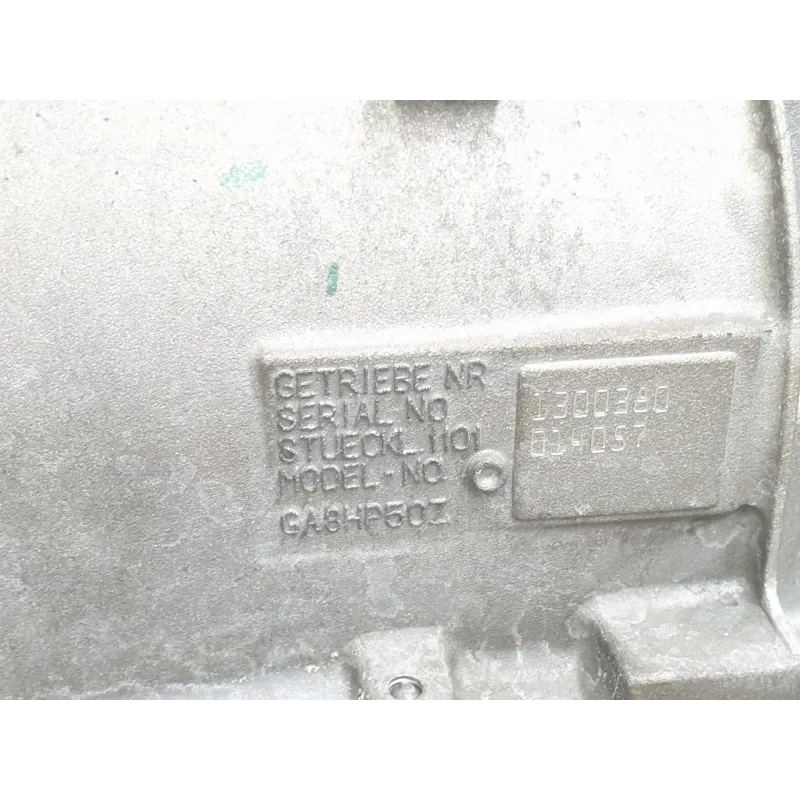 GETRIEBE NR
SERIAL NO
STUECKL 1101
MODEL-NO
GA8HP50Z
1300380
014057